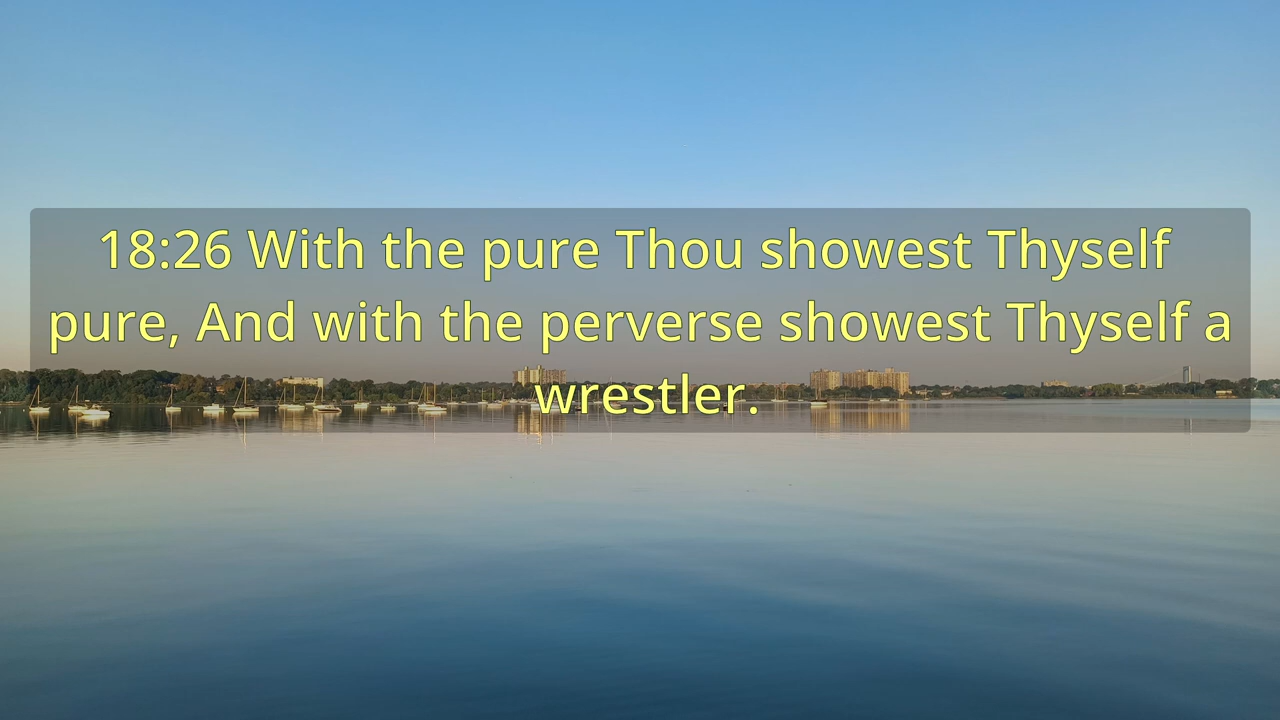 18:26 With the pure Thou showest Thyself
pure, And with the perverse showest Thyself a
wrestler.